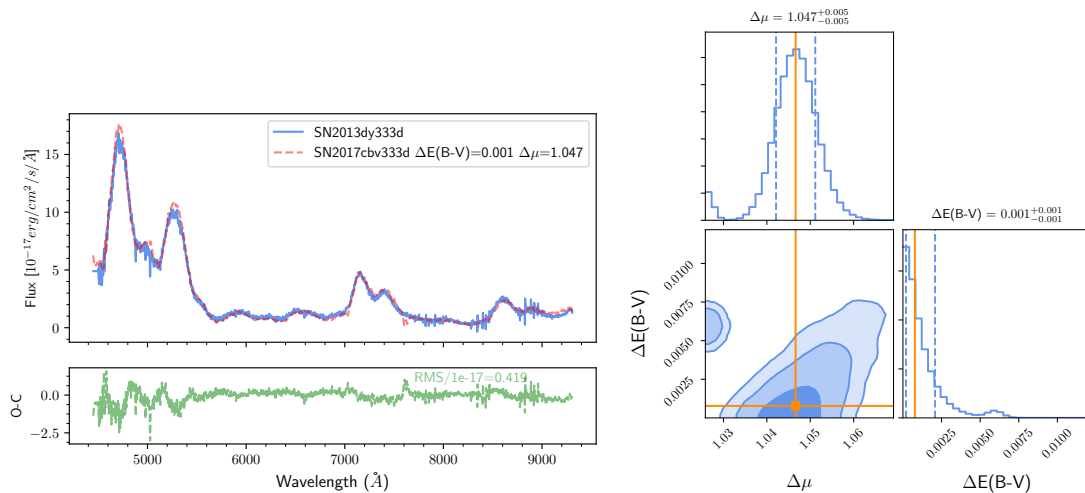 SN2013dy333d
SN2017cbv333d ΔE(B-V)=0.001 Δμ=1.047
Flux [10⁻¹⁷erg/cm²/s/Å]
15
10
5
0
RMS/1e-17=0.419
O-C
0.0
−2.5
5000 6000 7000 8000 9000
Wavelength (Å)
Δμ = 1.047+0.005−0.005
ΔE(B-V) = 0.001+0.001−0.001
ΔE(B-V)
0.0100
0.0075
0.0050
0.0025
1.03 1.04 1.05 1.06
Δμ
0.0025 0.0050 0.0075 0.0100
ΔE(B-V)